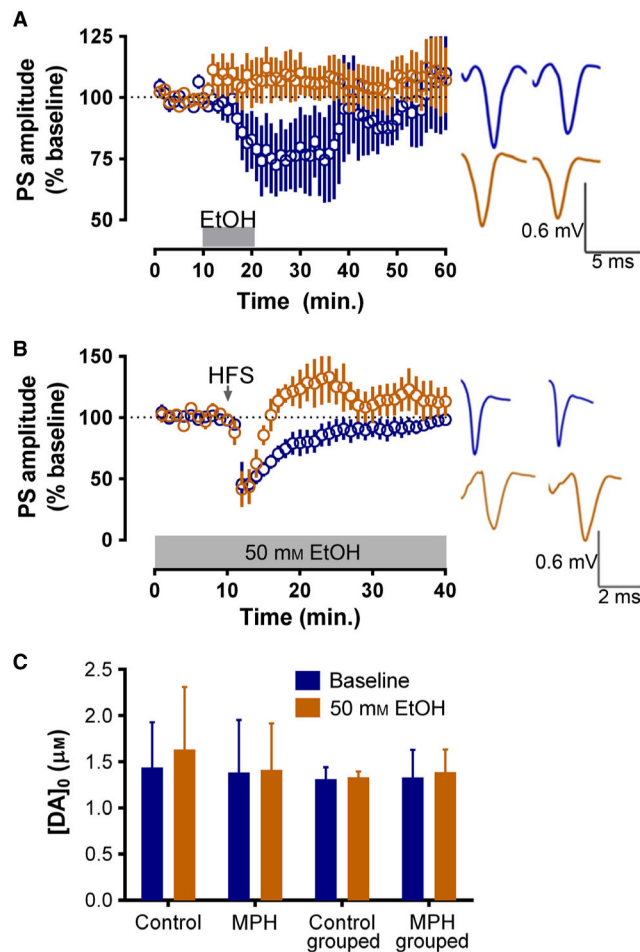 A
PS amplitude
(% baseline)
125
100
75
50
EtOH
0 10 20 30 40 50 60
Time (min.)
0.6 mV
5 ms
B
PS amplitude
(% baseline)
150
100
50
0
HFS
50 mM EtOH
0 10 20 30 40
Time (min.)
0.6 mV
2 ms
C
[DA]0 (µM)
2.5
2.0
1.5
1.0
0.5
0.0
Baseline
50 mM EtOH
Control MPH Control grouped MPH grouped